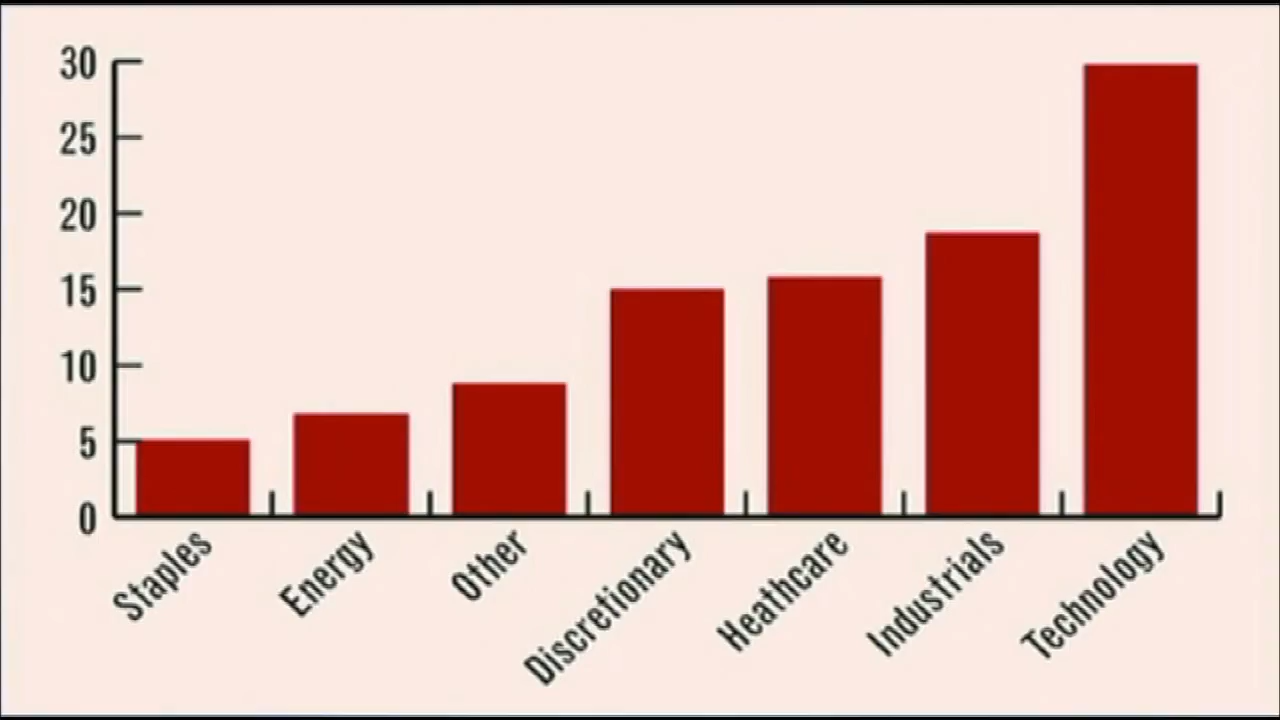 30
25
20
15
10
5
0
Staples
Energy
Other
Discretionary
Heathcare
Industrials
Technology